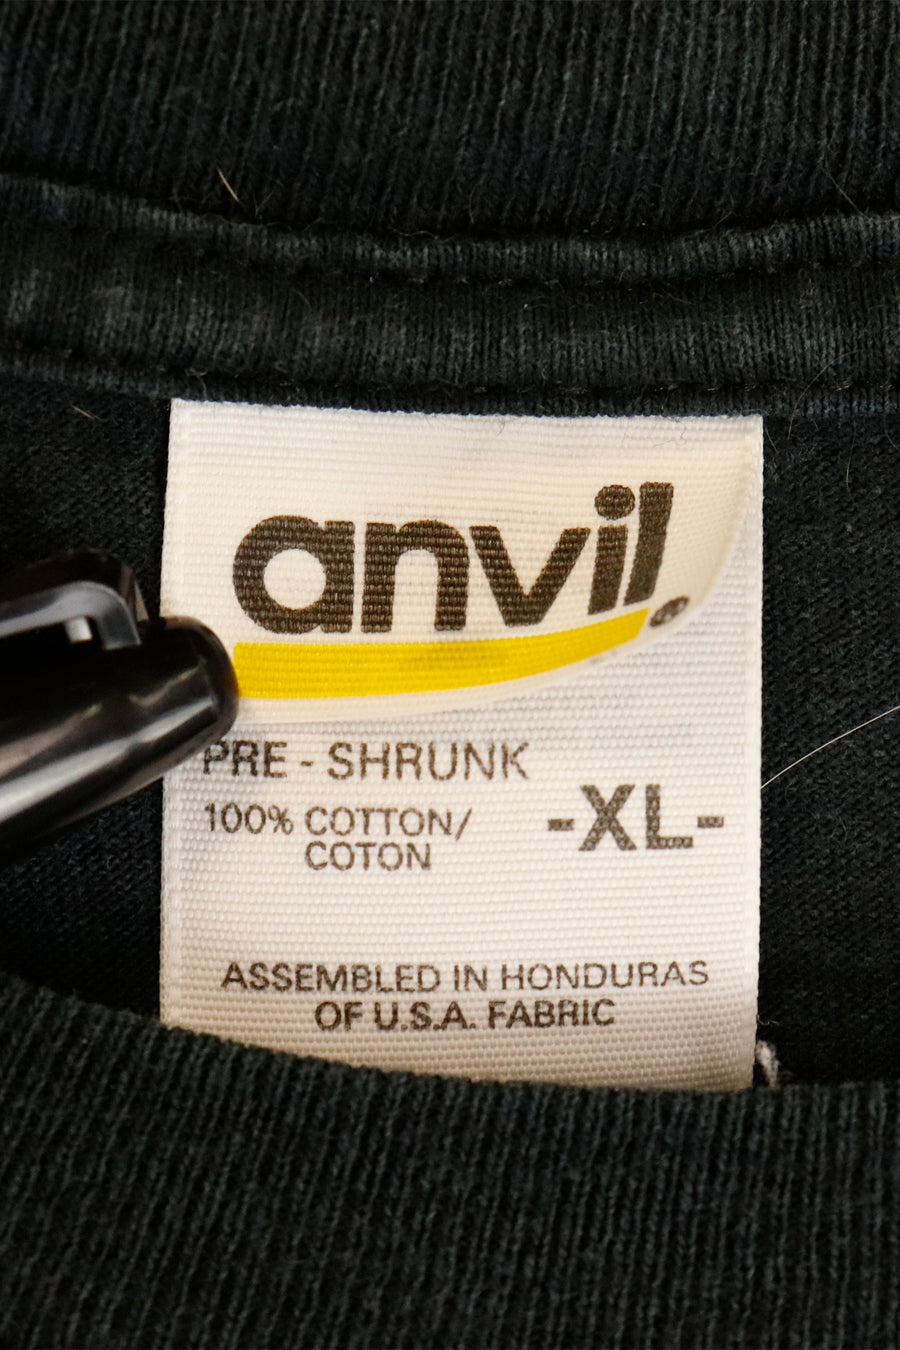 anvil®
PRE - SHRUNK
100% COTTON/
COTON
-XL-
ASSEMBLED IN HONDURAS
OF U.S.A. FABRIC